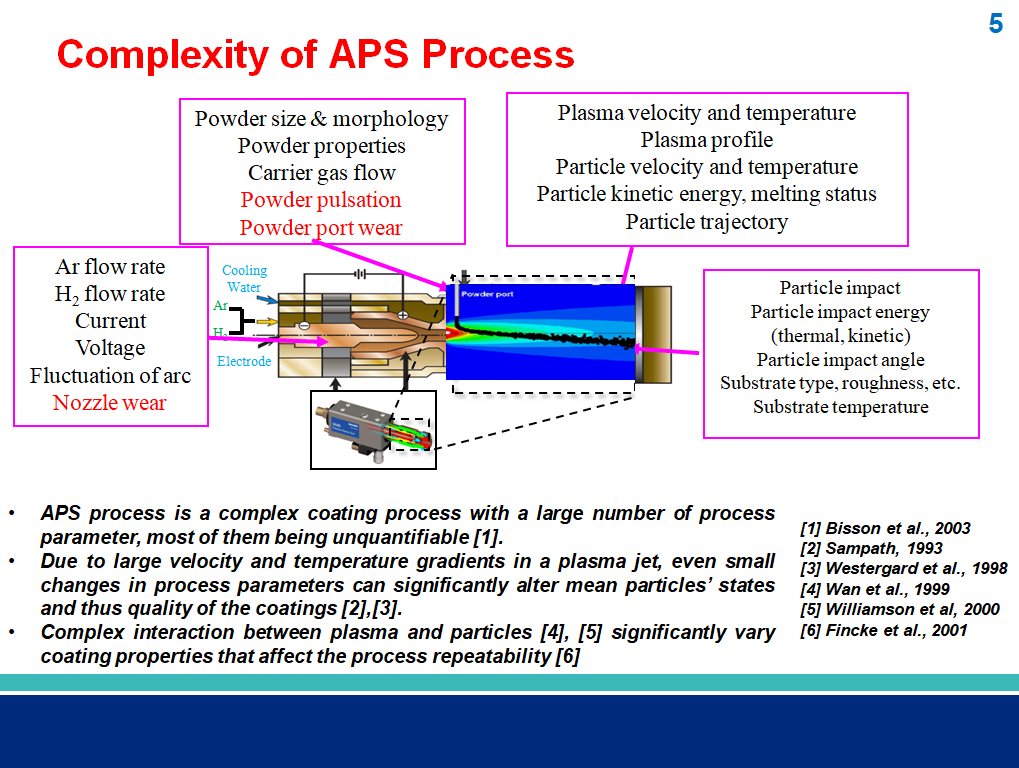 5
Complexity of APS Process
Powder size & morphology
Powder properties
Carrier gas flow
Powder pulsation
Powder port wear
Plasma velocity and temperature
Plasma profile
Particle velocity and temperature
Particle kinetic energy, melting status
Particle trajectory
Ar flow rate
H₂ flow rate
Current
Voltage
Fluctuation of arc
Nozzle wear
Cooling
Water
Ar
H₂
Electrode
Powder port
Particle impact
Particle impact energy
(thermal, kinetic)
Particle impact angle
Substrate type, roughness, etc.
Substrate temperature
• APS process is a complex coating process with a large number of process
parameter, most of them being unquantifiable [1].
• Due to large velocity and temperature gradients in a plasma jet, even small
changes in process parameters can significantly alter mean particles' states
and thus quality of the coatings [2],[3].
• Complex interaction between plasma and particles [4], [5] significantly vary
coating properties that affect the process repeatability [6]
[1] Bisson et al., 2003
[2] Sampath, 1993
[3] Westergard et al., 1998
[4] Wan et al., 1999
[5] Williamson et al, 2000
[6] Fincke et al., 2001